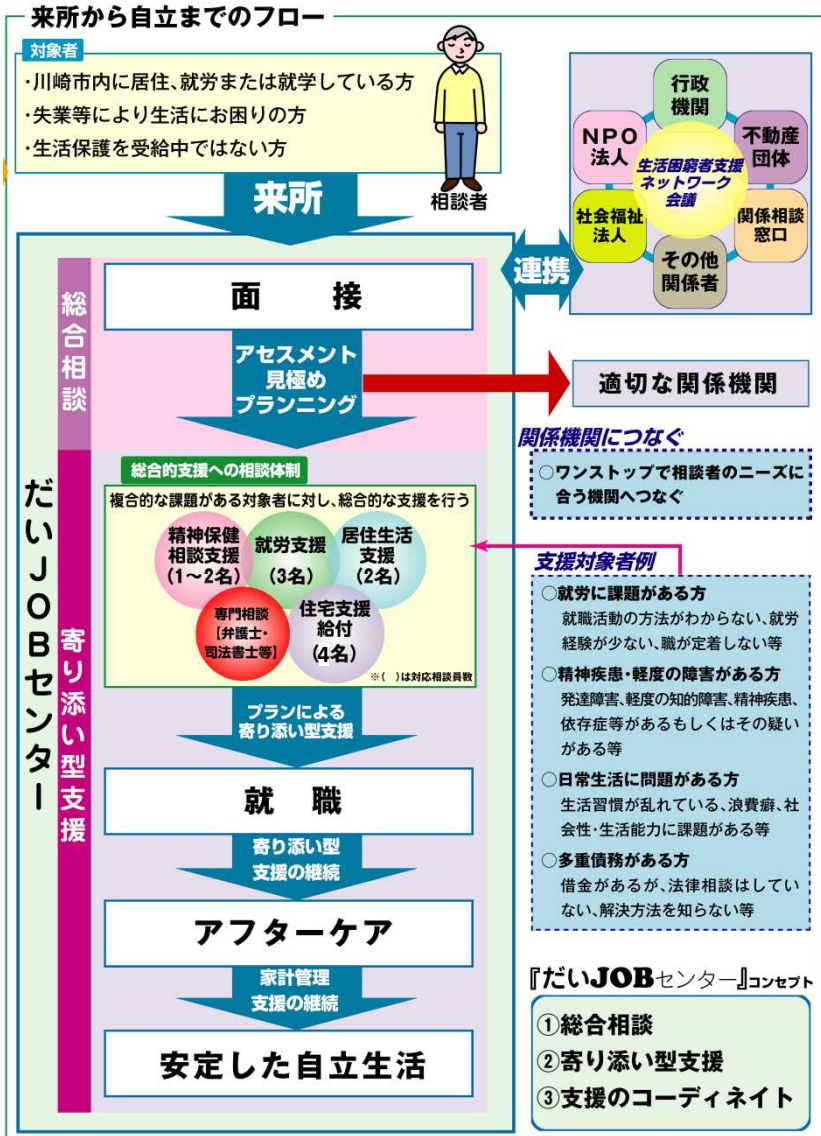 来所から自立までのフロー
対象者
・川崎市内に居住、就労または就学している方
・失業等により生活にお困りの方
・生活保護を受給中ではない方
相談者
来所
行政
機関
NPO
法人
不動産
団体
生活困窮者支援
ネットワーク
会議
社会福祉
法人
関係相談
窓口
その他
関係者
連携
だいJOBセンター
総合相談
面 接
アセスメント
見極め
プランニング
適切な関係機関
関係機関につなぐ
○ワンストップで相談者のニーズに
合う機関へつなぐ
寄り添い型支援
総合的支援への相談体制
複合的な課題がある対象者に対し、総合的な支援を行う
精神保健
相談支援
(1〜2名)
就労支援
(3名)
居住生活
支援
(2名)
専門相談
【弁護士・
司法書士等】
住宅支援
給付
(4名)
※( )は対応相談員数
プランによる
寄り添い型支援
就 職
寄り添い型
支援の継続
アフターケア
家計管理
支援の継続
安定した自立生活
支援対象者例
○就労に課題がある方
就職活動の方法がわからない、就労
経験が少ない、職が定着しない等
○精神疾患・軽度の障害がある方
発達障害、軽度の知的障害、精神疾患、
依存症等があるもしくはその疑い
がある等
○日常生活に問題がある方
生活習慣が乱れている、浪費癖、社
会性・生活能力に課題がある等
○多重債務がある方
借金があるが、法律相談はしてい
ない、解決方法を知らない等
『だいJOBセンター』コンセプト
①総合相談
②寄り添い型支援
③支援のコーディネイト